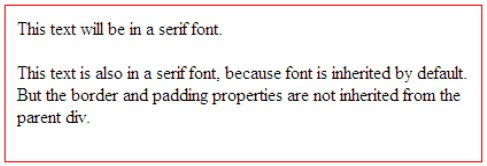 This text will be in a serif font.
This text is also in a serif font, because font is inherited by default.
But the border and padding properties are not inherited from the
parent div.